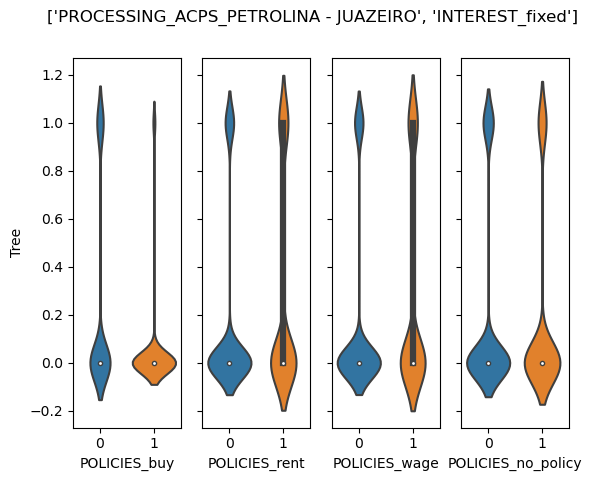 ['PROCESSING_ACPS_PETROLINA - JUAZEIRO', 'INTEREST_fixed']
1.2
1.0
0.8
0.6
0.4
0.2
0.0
−0.2
Tree
0 1 0 1 0 1 0 1
POLICIES_buy POLICIES_rent POLICIES_wage POLICIES_no_policy